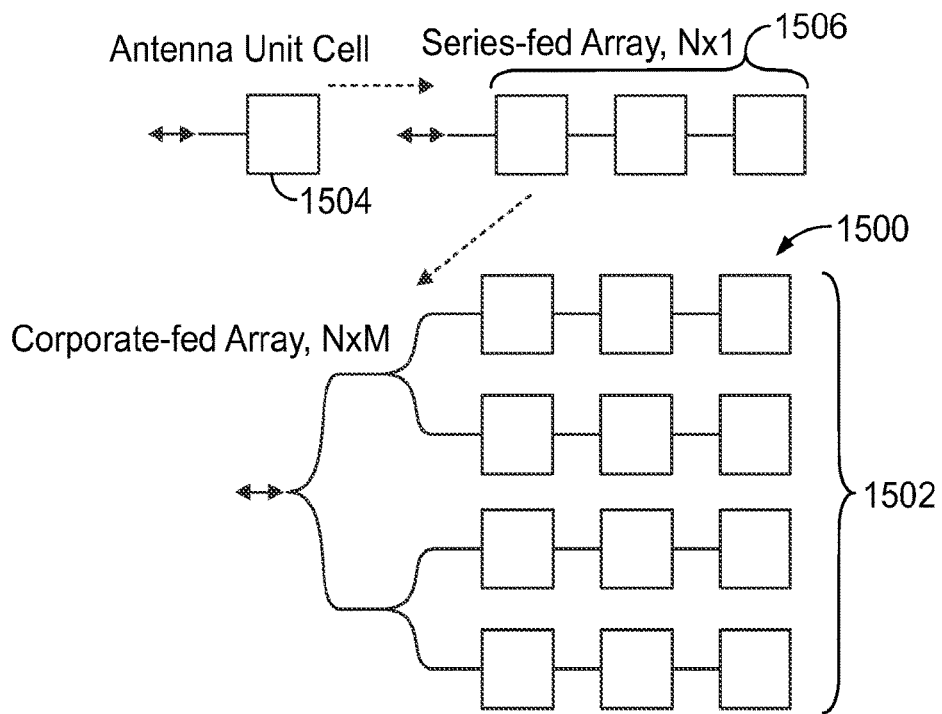 1506
Antenna Unit Cell
Series-fed Array, Nx1
1504
1500
Corporate-fed Array, NxM
1502